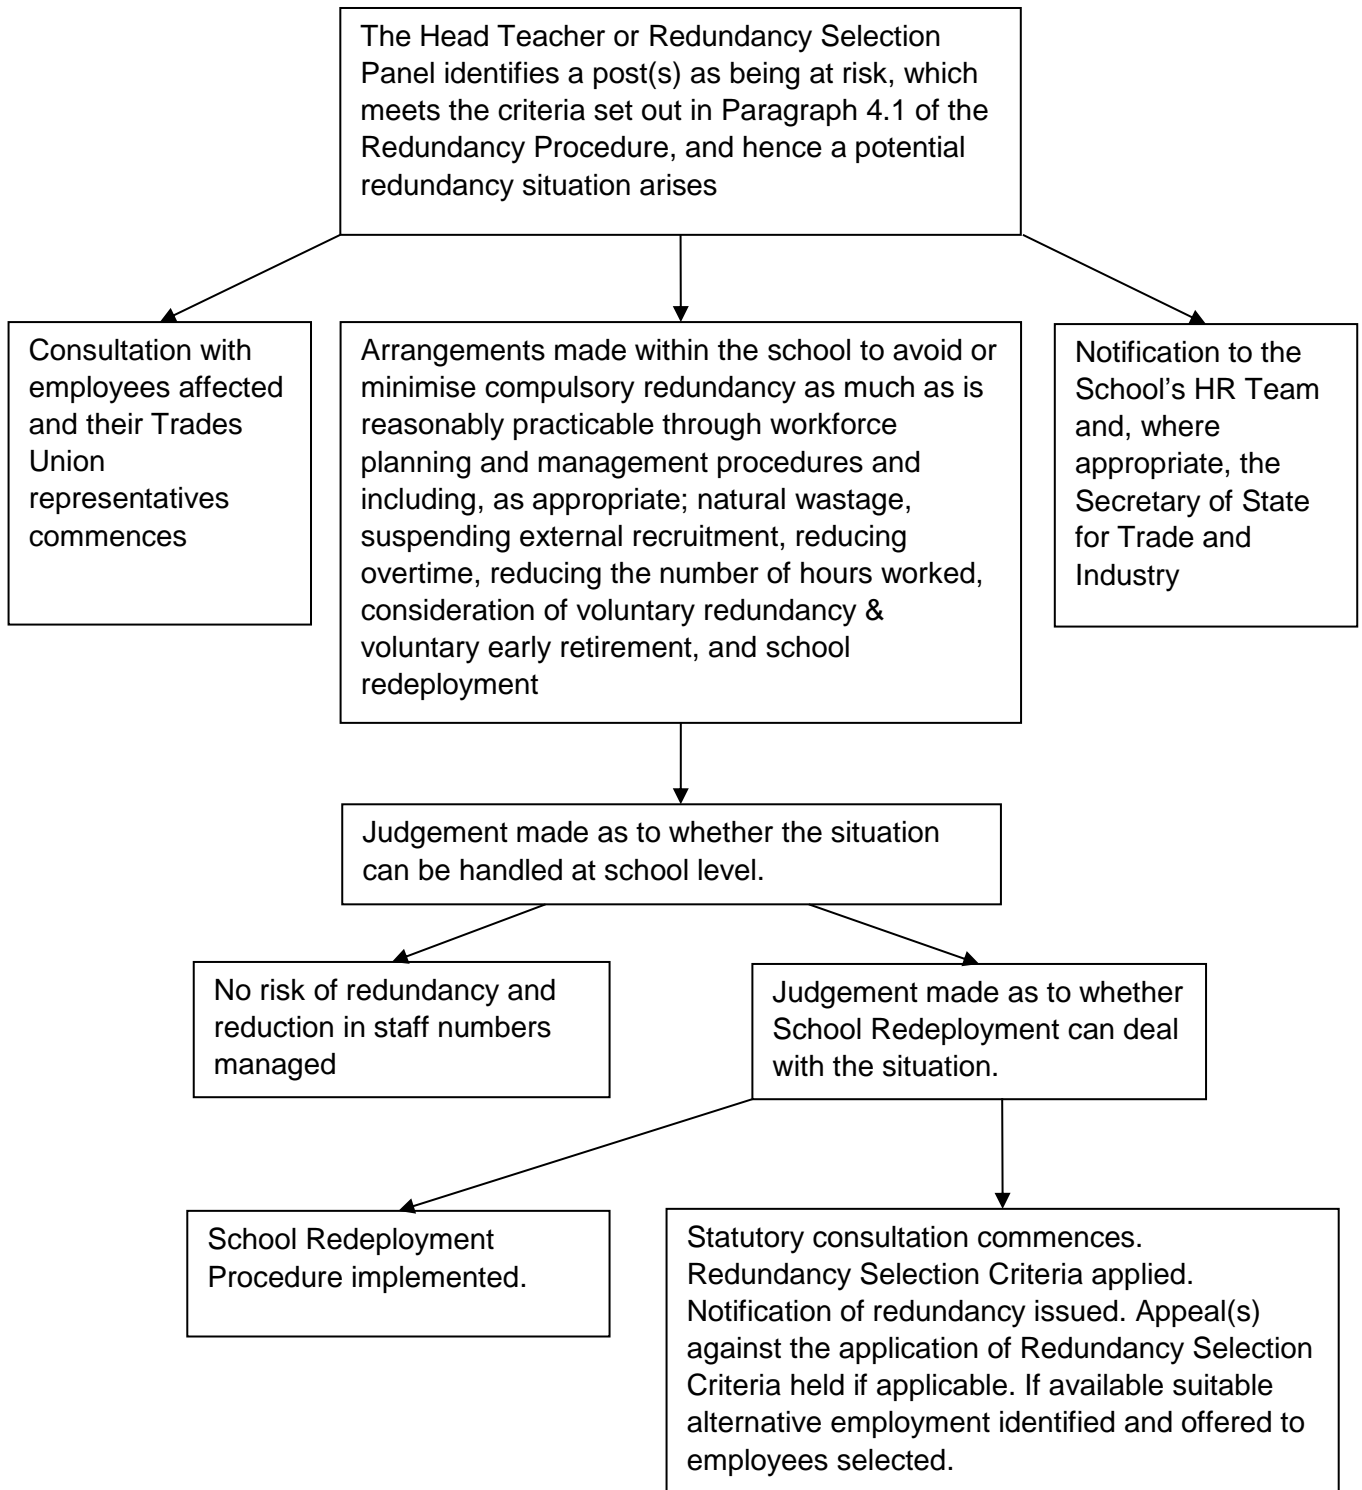 The Head Teacher or Redundancy Selection
Panel identifies a post(s) as being at risk, which
meets the criteria set out in Paragraph 4.1 of the
Redundancy Procedure, and hence a potential
redundancy situation arises
Consultation with
employees affected
and their Trades
Union
representatives
commences
Arrangements made within the school to avoid or
minimise compulsory redundancy as much as is
reasonably practicable through workforce
planning and management procedures and
including, as appropriate; natural wastage,
suspending external recruitment, reducing
overtime, reducing the number of hours worked,
consideration of voluntary redundancy &
voluntary early retirement, and school
redeployment
Notification to the
School’s HR Team
and, where
appropriate, the
Secretary of State
for Trade and
Industry
Judgement made as to whether the situation
can be handled at school level.
No risk of redundancy and
reduction in staff numbers
managed
Judgement made as to whether
School Redeployment can deal
with the situation.
School Redeployment
Procedure implemented.
Statutory consultation commences.
Redundancy Selection Criteria applied.
Notification of redundancy issued. Appeal(s)
against the application of Redundancy Selection
Criteria held if applicable. If available suitable
alternative employment identified and offered to
employees selected.